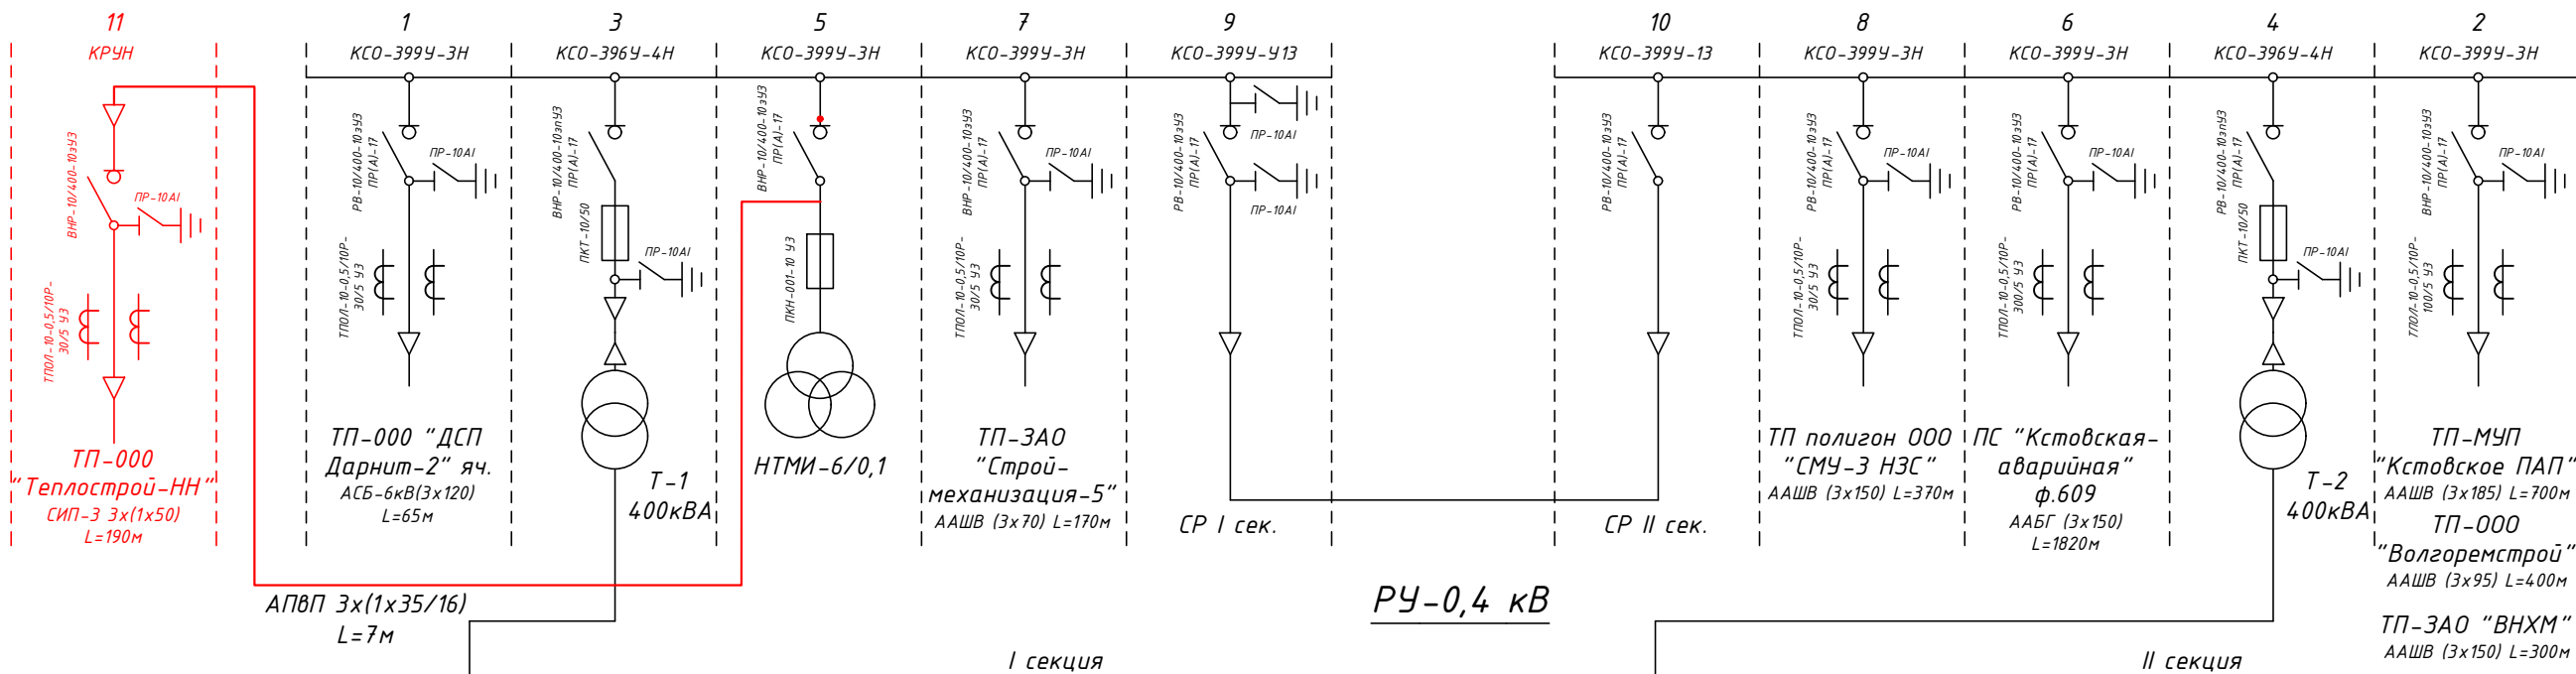 11
КРУН
ВНР-10/400-10зУ3
ПР-10АІ
ТПОЛ-10-0,5/10Р-
30/5 У3
ТП-ООО
"Теплострой-НН"
СИП-3 3х(1х50)
L=190м
1
КСО-399У-3Н
РВ-10/400-10зУ3
ПР(А)-17
ПР-10АІ
ТПОЛ-10-0,5/10Р-
30/5 У3
ТП-ООО "ДСП
Дарнит-2" яч.
АСБ-6кВ(3х120)
L=65м
3
КСО-396У-4Н
ВНР-10/400-10зпУ3
ПР(А)-17
ПКТ-10/50
ПР-10АІ
Т-1
400кВА
5
КСО-399У-3Н
ВНР-10/400-10зУ3
ПР(А)-17
ПКН-001-10 У3
НТМИ-6/0,1
7
КСО-399У-3Н
ВНР-10/400-10зУ3
ПР(А)-17
ПР-10АІ
ТПОЛ-10-0,5/10Р-
30/5 У3
ТП-ЗАО
"Строй-
механизация-5"
ААШВ (3х70) L=170м
9
КСО-399У-У13
ПР-10АІ
РВ-10/400-10зУ3
ПР(А)-17
ПР-10АІ
СР I сек.
10
КСО-399У-13
РВ-10/400-10зУ3
ПР(А)-17
СР II сек.
8
КСО-399У-3Н
РВ-10/400-10зУ3
ПР(А)-17
ПР-10АІ
ТПОЛ-10-0,5/10Р-
30/5 У3
ТП полигон ООО
"СМУ-3 НЗС"
ААШВ (3х150) L=370м
6
КСО-399У-3Н
РВ-10/400-10зУ3
ПР(А)-17
ПР-10АІ
ТПОЛ-10-0,5/10Р-
300/5 У3
ПС "Кстовская-
аварийная"
ф.609
ААБГ (3х150)
L=1820м
4
КСО-396У-4Н
РВ-10/400-10зпУ3
ПР(А)-17
ПКТ-10/50
ПР-10АІ
Т-2
400кВА
2
КСО-399У-3Н
ВНР-10/400-10зУ3
ПР(А)-17
ПР-10АІ
ТПОЛ-10-0,5/10Р-
100/5 У3
ТП-МУП
"Кстовское ПАП"
ААШВ (3х185) L=700м
ТП-ООО
"Волгоремстрой"
ААШВ (3х95) L=400м
ТП-ЗАО "ВНХМ"
ААШВ (3х150) L=300м
АПвП 3х(1х35/16)
L=7м
РУ-0,4 кВ
I секция
II секция